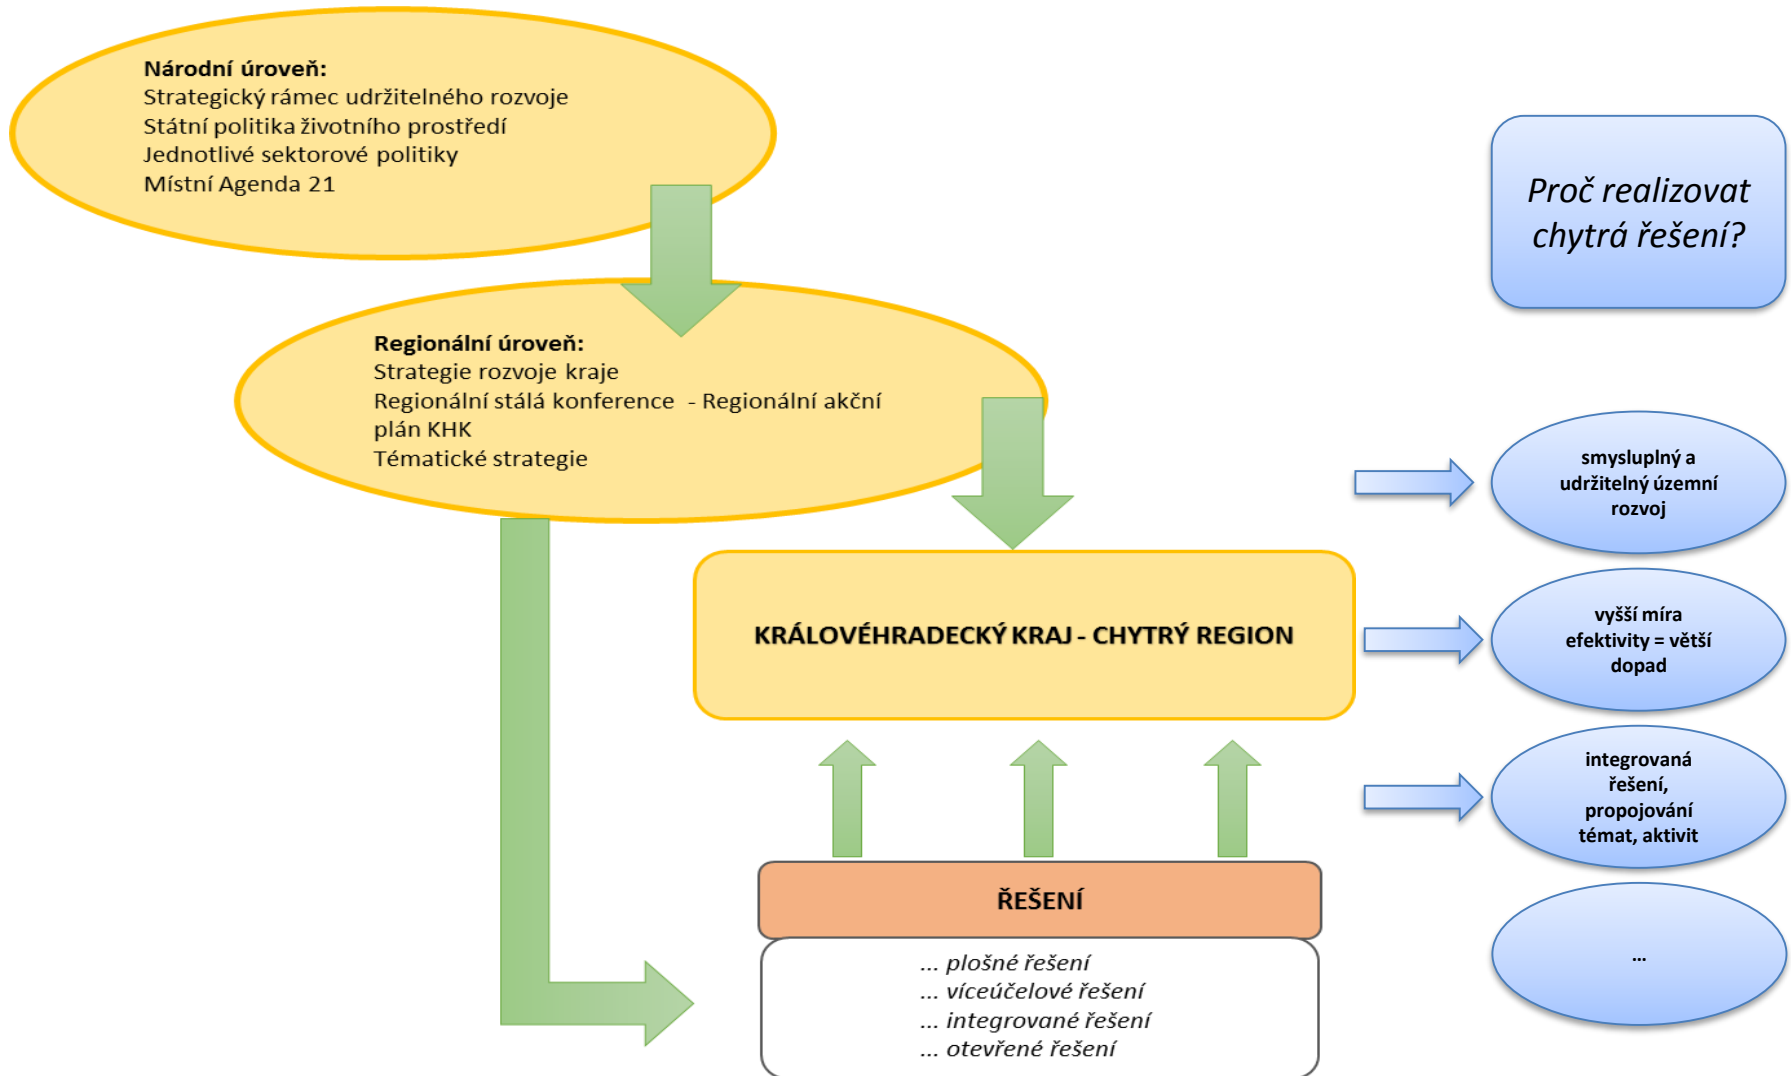 Národní úroveň:
Strategický rámec udržitelného rozvoje
Státní politika životního prostředí
Jednotlivé sektorové politiky
Místní Agenda 21
Proč realizovat
chytrá řešení?
Regionální úroveň:
Strategie rozvoje kraje
Regionální stálá konference - Regionální akční
plán KHK
Tématické strategie
smysluplný a
udržitelný územní
rozvoj
KRÁLOVÉHRADECKÝ KRAJ - CHYTRÝ REGION
vyšší míra
efektivity = větší
dopad
integrovaná
řešení,
propojování
témat, aktivit
ŘEŠENÍ
... plošné řešení
... víceúčelové řešení
... integrované řešení
... otevřené řešení
...